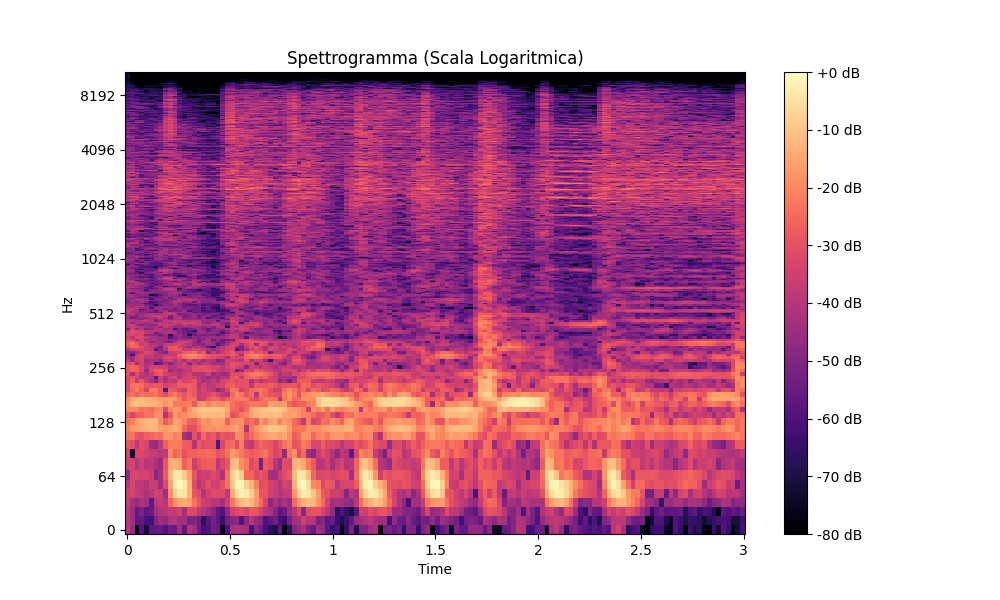 Spettrogramma (Scala Logaritmica)
8192
4096
2048
1024
512
256
128
64
0
Hz
0
0.5
1
1.5
2
2.5
3
Time
+0 dB
-10 dB
-20 dB
-30 dB
-40 dB
-50 dB
-60 dB
-70 dB
-80 dB